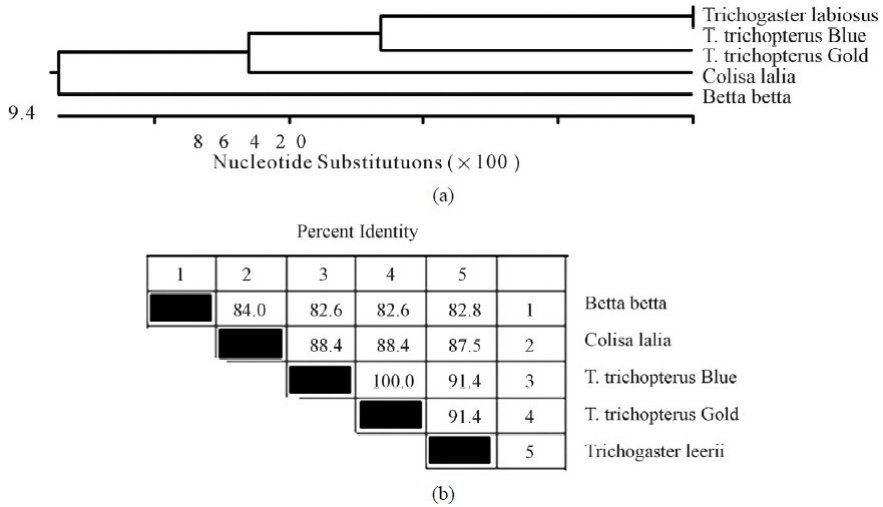 Trichogaster labiosus
T. trichopterus Blue
T. trichopterus Gold
Colisa lalia
Betta betta
9.4
8 6 4 2 0
Nucleotide Substitutuons (×100 )
(a)
Percent Identity
1 2 3 4 5
84.0 82.6 82.6 82.8 1 Betta betta
88.4 88.4 87.5 2 Colisa lalia
100.0 91.4 3 T. trichopterus Blue
91.4 4 T. trichopterus Gold
5 Trichogaster leerii
(b)